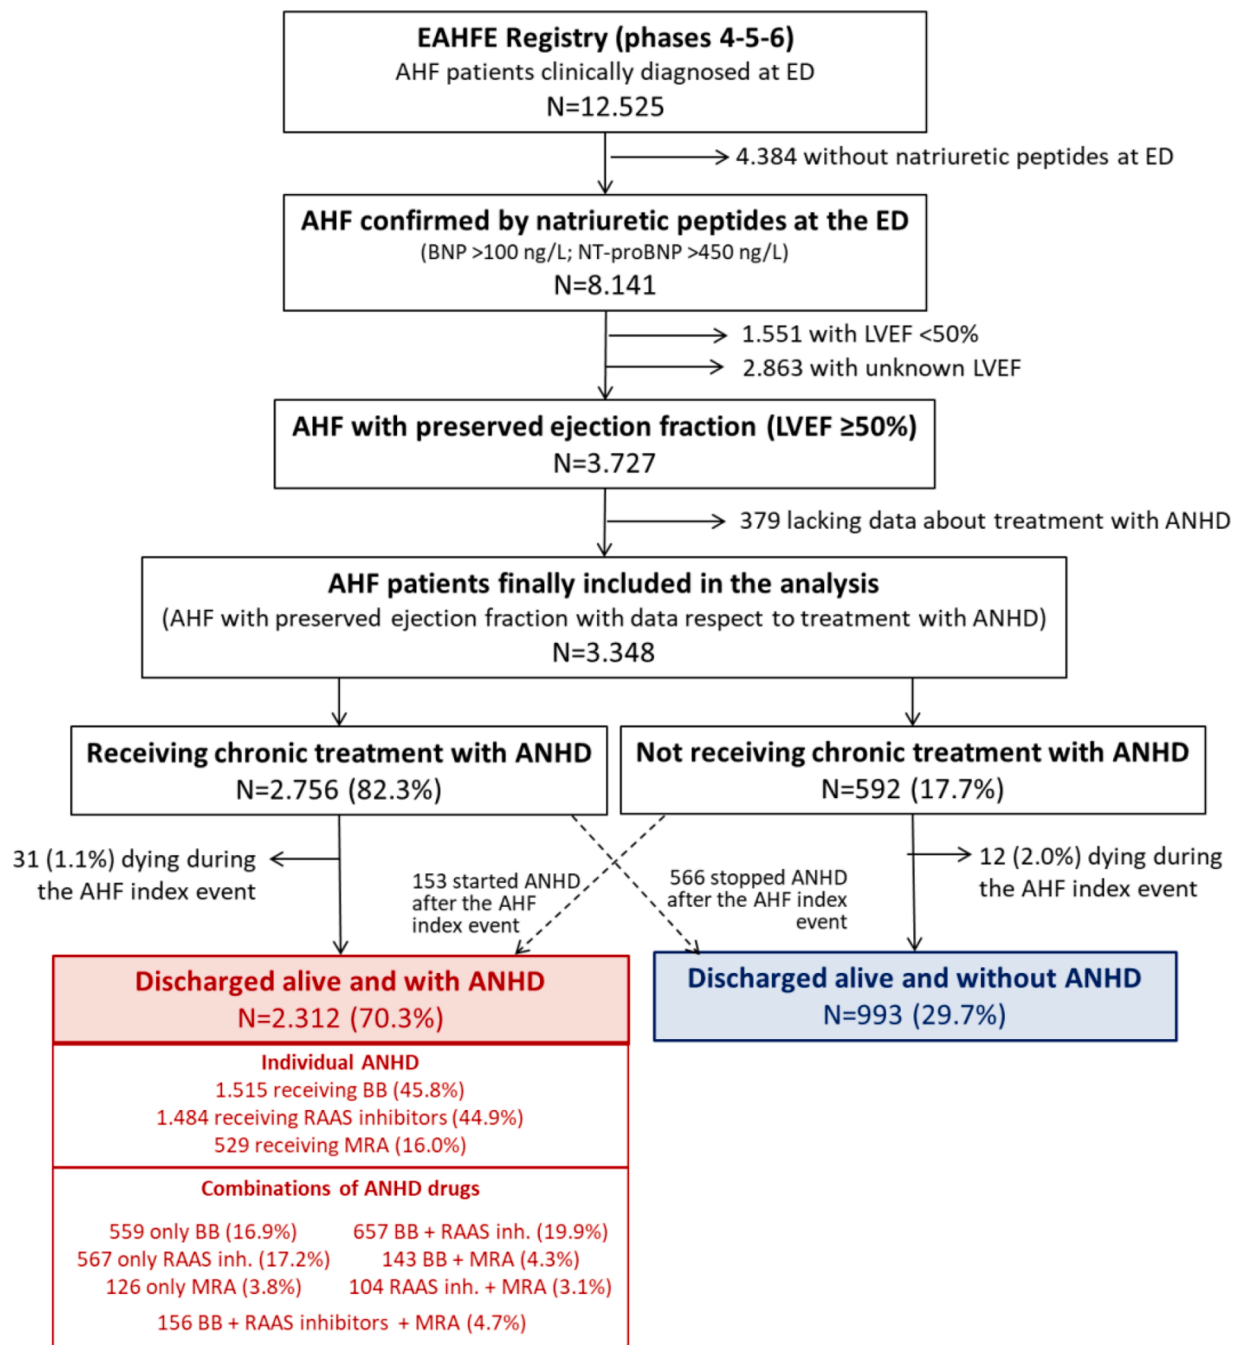 EAHFE Registry (phases 4-5-6)
AHF patients clinically diagnosed at ED
N=12.525
4.384 without natriuretic peptides at ED
AHF confirmed by natriuretic peptides at the ED
(BNP >100 ng/L; NT-proBNP >450 ng/L)
N=8.141
1.551 with LVEF <50%
2.863 with unknown LVEF
AHF with preserved ejection fraction (LVEF ≥50%)
N=3.727
379 lacking data about treatment with ANHD
AHF patients finally included in the analysis
(AHF with preserved ejection fraction with data respect to treatment with ANHD)
N=3.348
Receiving chronic treatment with ANHD
N=2.756 (82.3%)
Not receiving chronic treatment with ANHD
N=592 (17.7%)
31 (1.1%) dying during
the AHF index event
153 started ANHD
after the AHF
index event
566 stopped ANHD
after the AHF index
event
12 (2.0%) dying during
the AHF index event
Discharged alive and with ANHD
N=2.312 (70.3%)
Discharged alive and without ANHD
N=993 (29.7%)
Individual ANHD
1.515 receiving BB (45.8%)
1.484 receiving RAAS inhibitors (44.9%)
529 receiving MRA (16.0%)
Combinations of ANHD drugs
559 only BB (16.9%)
657 BB + RAAS inh. (19.9%)
567 only RAAS inh. (17.2%)
143 BB + MRA (4.3%)
126 only MRA (3.8%)
104 RAAS inh. + MRA (3.1%)
156 BB + RAAS inhibitors + MRA (4.7%)